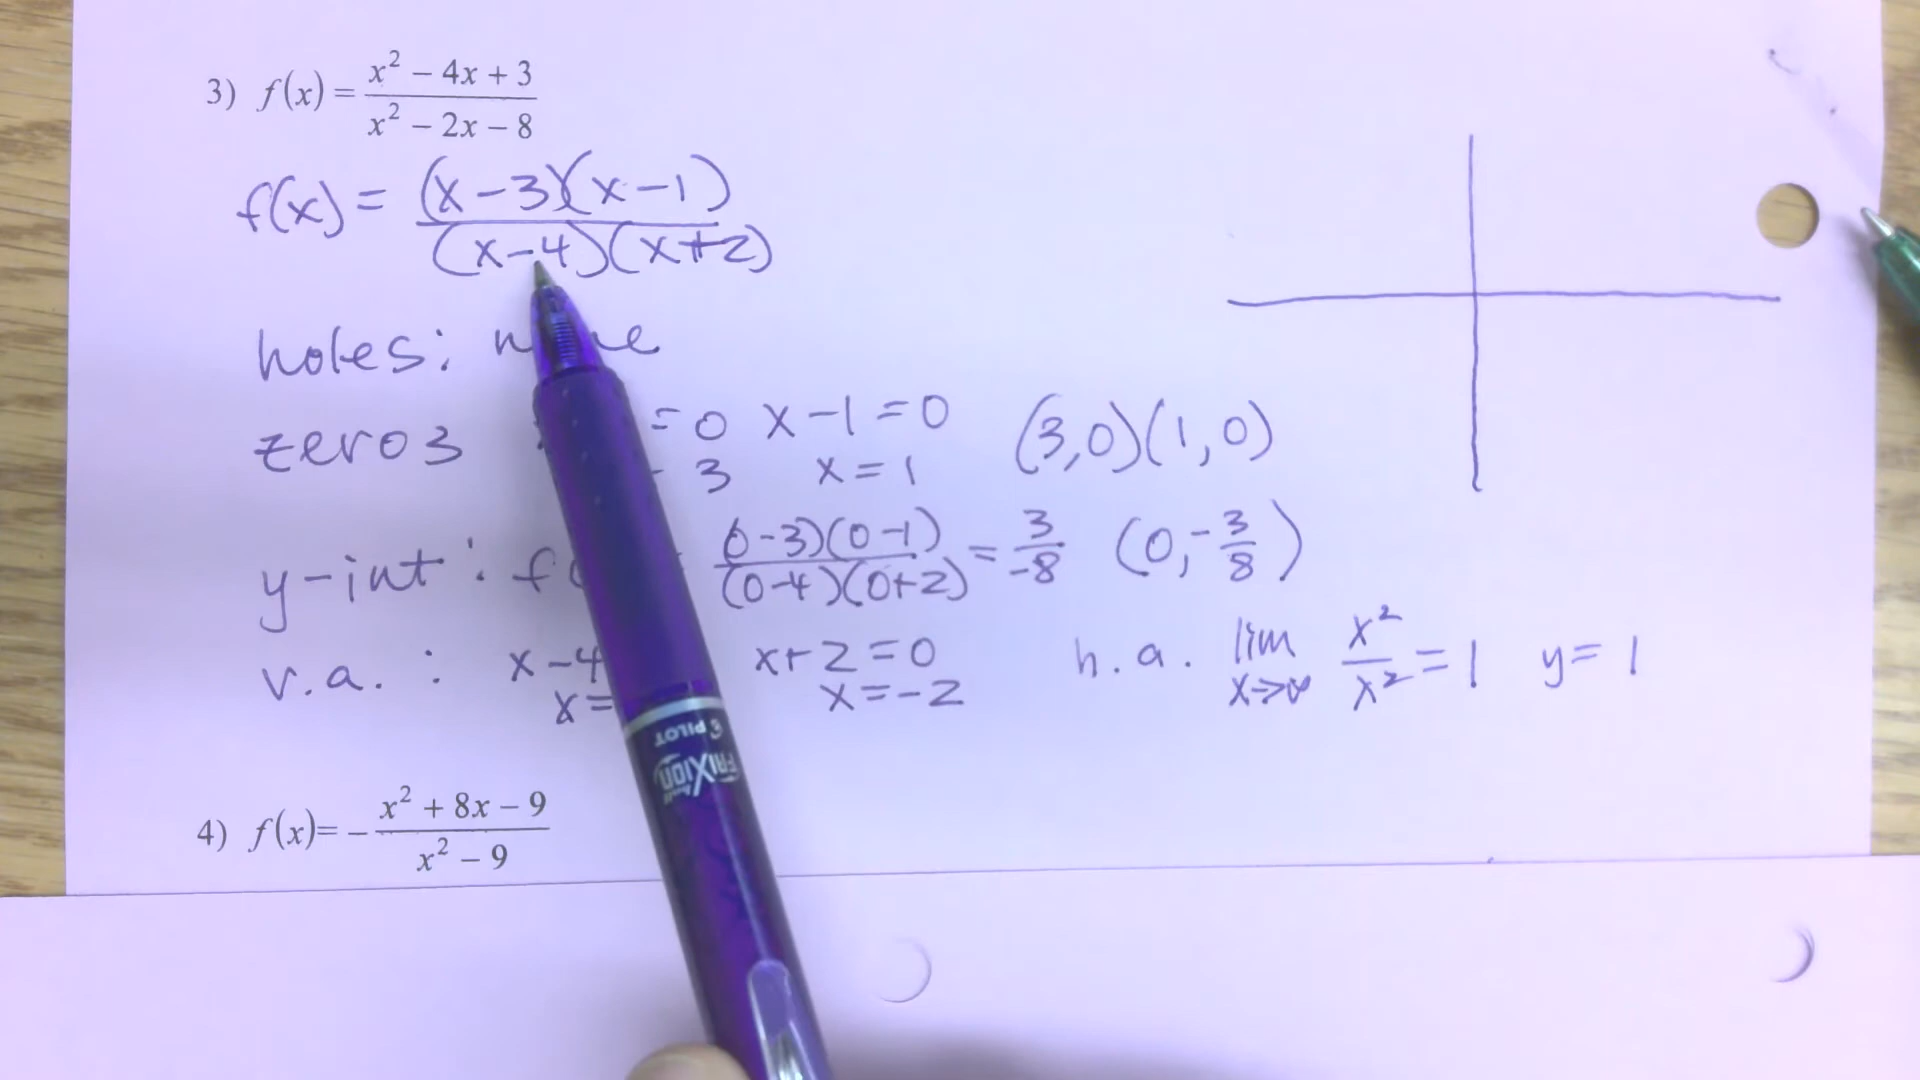 3) f(x) = x² − 4x + 3 / x² − 2x − 8
f(x) = (x−3)(x−1) / (x−4)(x+2)
holes:
zeros =0 x−1=0 (3,0)(1,0)
3 x=1
y-int: f( (0−3)(0−1) / (0−4)(0+2) = 3/−8 (0,−3/8)
v.a.: x−4 x+2=0 h.a. lim x→∞ x²/x² = 1 y=1
x= x=−2
PILOT
FRIXION ball
4) f(x)= − x² + 8x − 9 / x² − 9